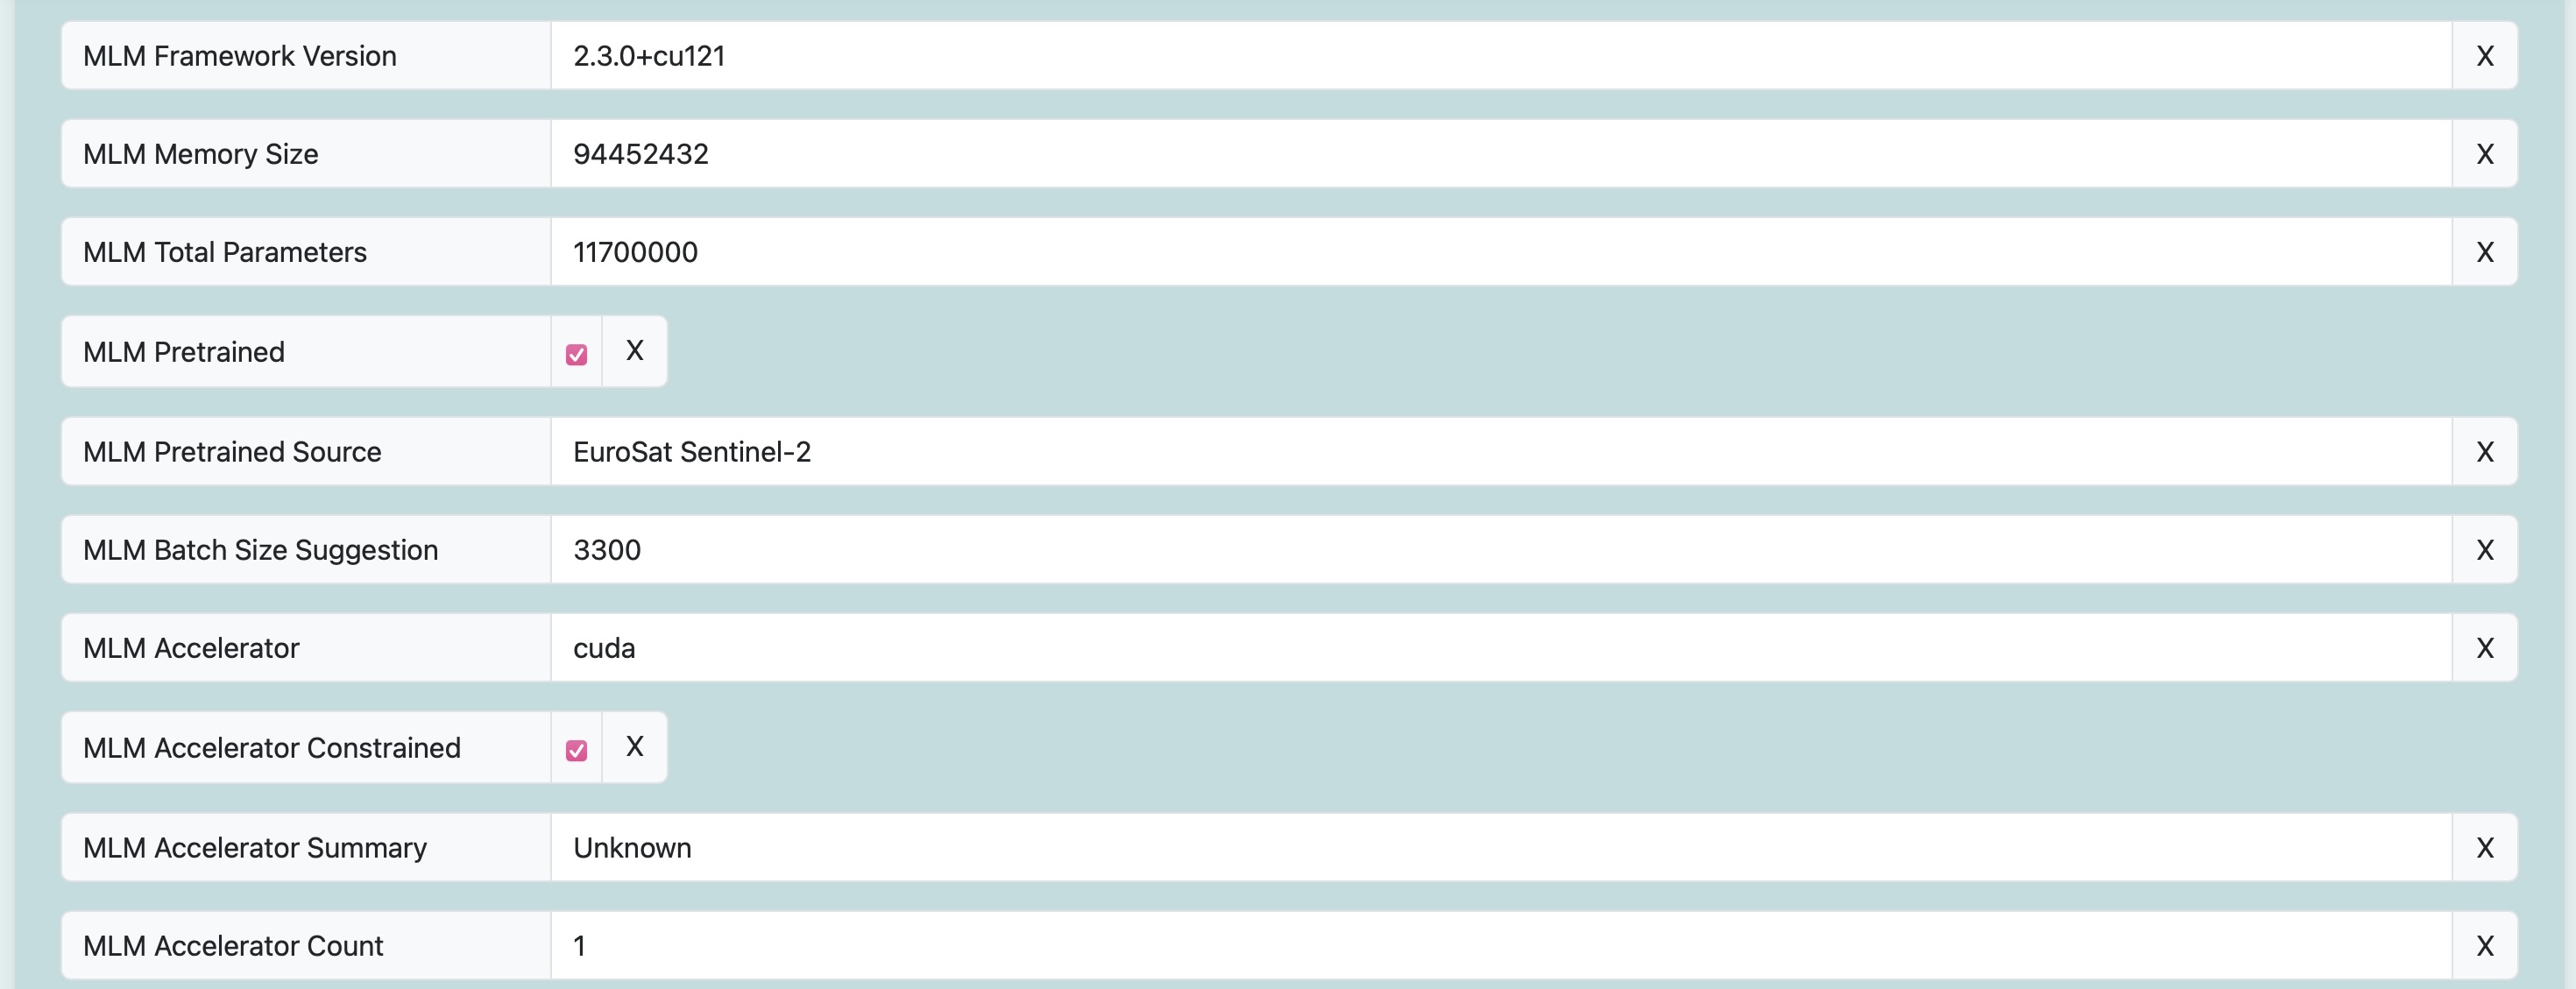 MLM Framework Version 2.3.0+cu121 X
MLM Memory Size 94452432 X
MLM Total Parameters 11700000 X
MLM Pretrained X
MLM Pretrained Source EuroSat Sentinel-2 X
MLM Batch Size Suggestion 3300 X
MLM Accelerator cuda X
MLM Accelerator Constrained X
MLM Accelerator Summary Unknown X
MLM Accelerator Count 1 X